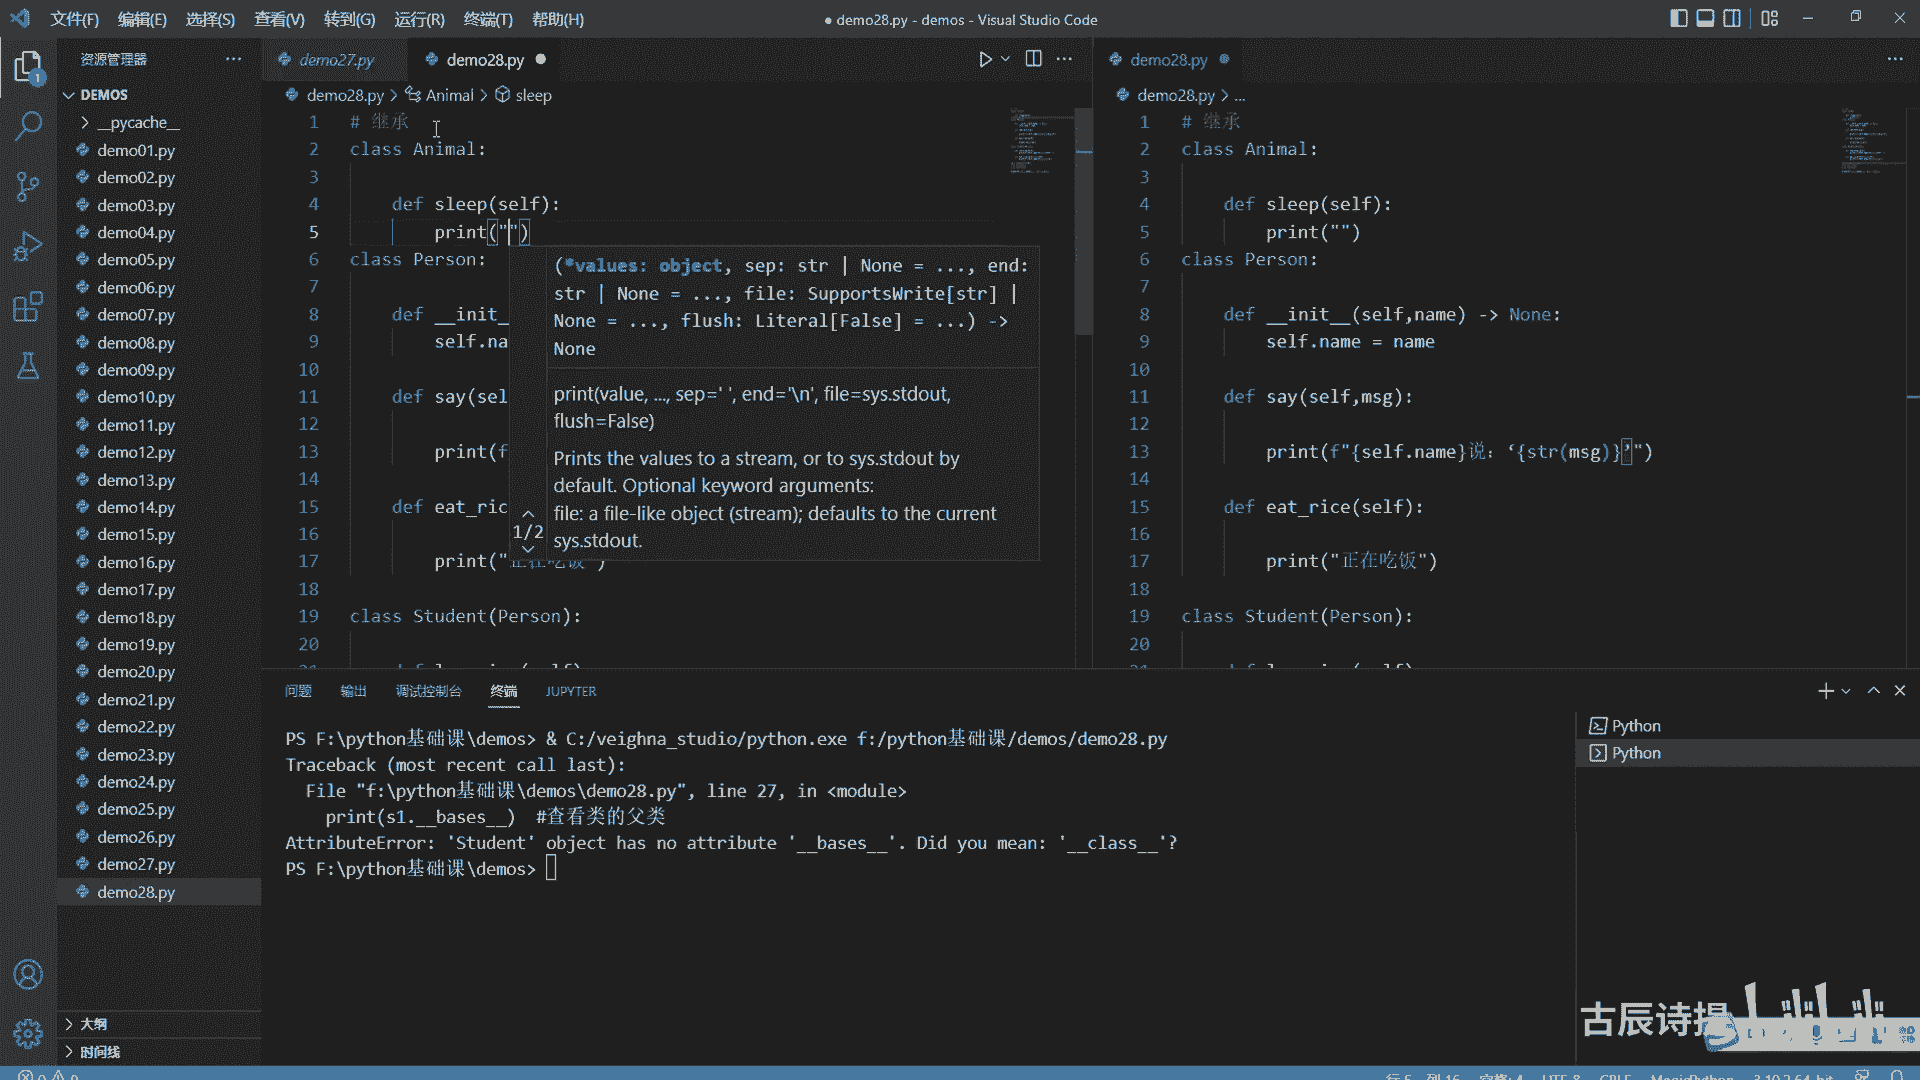 文件(F) 编辑(E) 选择(S) 查看(V) 转到(G) 运行(R) 终端(T) 帮助(H)
● demo28.py - demos - Visual Studio Code
资源管理器
1
DEMOS
__pycache__
demo01.py
demo02.py
demo03.py
demo04.py
demo05.py
demo06.py
demo07.py
demo08.py
demo09.py
demo10.py
demo11.py
demo12.py
demo13.py
demo14.py
demo15.py
demo16.py
demo17.py
demo18.py
demo19.py
demo20.py
demo21.py
demo22.py
demo23.py
demo24.py
demo25.py
demo26.py
demo27.py
demo28.py
大纲
时间线
demo27.py demo28.py
demo28.py > Animal > sleep
1 # 继承
2 class Animal:
3
4 def sleep(self):
5 print("")
6 class Person:
7
8 def __init_
9 self.na
10
11 def say(sel
12
13 print(f
14
15 def eat_ric
16
17 print("正在吃饭")
18
19 class Student(Person):
20
(*values: object, sep: str | None = ..., end:
str | None = ..., file: SupportsWrite[str] |
None = ..., flush: Literal[False] = ...) ->
None
print(value, ..., sep=' ', end='\n', file=sys.stdout,
flush=False)
Prints the values to a stream, or to sys.stdout by
default. Optional keyword arguments:
file: a file-like object (stream); defaults to the current
sys.stdout.
1/2
demo28.py
demo28.py > ...
1 # 继承
2 class Animal:
3
4 def sleep(self):
5 print("")
6 class Person:
7
8 def __init__(self,name) -> None:
9 self.name = name
10
11 def say(self,msg):
12
13 print(f"{self.name}说：‘{str(msg)}’")
14
15 def eat_rice(self):
16
17 print("正在吃饭")
18
19 class Student(Person):
20
问题 输出 调试控制台 终端 JUPYTER
PS F:\python基础课\demos> & C:/veighna_studio/python.exe f:/python基础课/demos/demo28.py
Traceback (most recent call last):
File "f:\python基础课\demos\demo28.py", line 27, in <module>
print(s1.__bases__) #查看类的父类
AttributeError: 'Student' object has no attribute '__bases__'. Did you mean: '__class__'?
PS F:\python基础课\demos>
Python
Python
古辰诗提